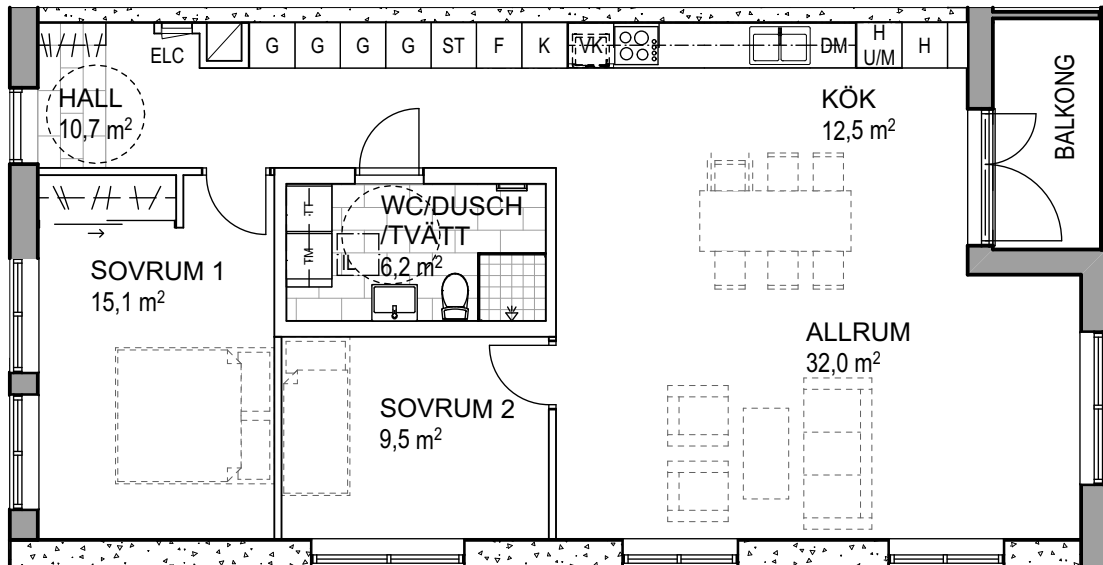 ELC
G
G
G
G
ST
F
K
VK
DM
H
U/M
H
HALL
10,7 m²
KÖK
12,5 m²
BALKONG
TT
TM
WC/DUSCH
/TVÄTT
6,2 m²
SOVRUM 1
15,1 m²
ALLRUM
32,0 m²
SOVRUM 2
9,5 m²